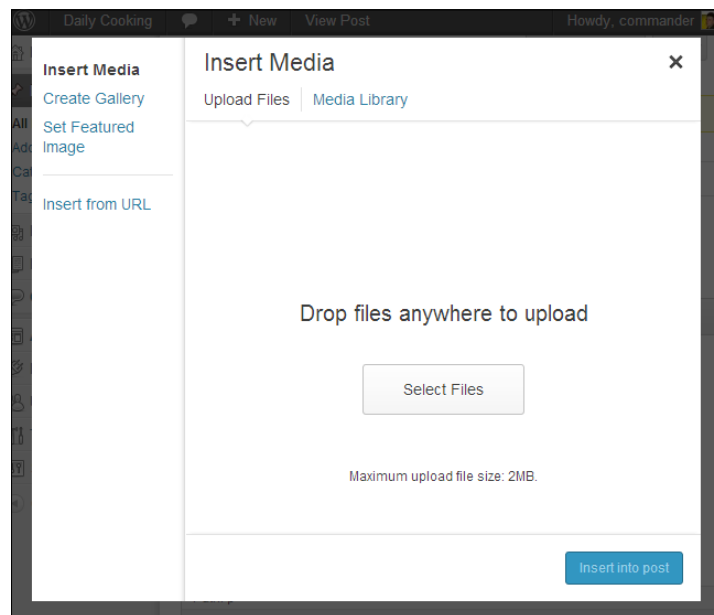 Daily Cooking + New View Post Howdy, commander
Insert Media
Create Gallery
Set Featured
Image
Insert from URL
Insert Media ×
Upload Files Media Library
Drop files anywhere to upload
Select Files
Maximum upload file size: 2MB.
Insert into post
All